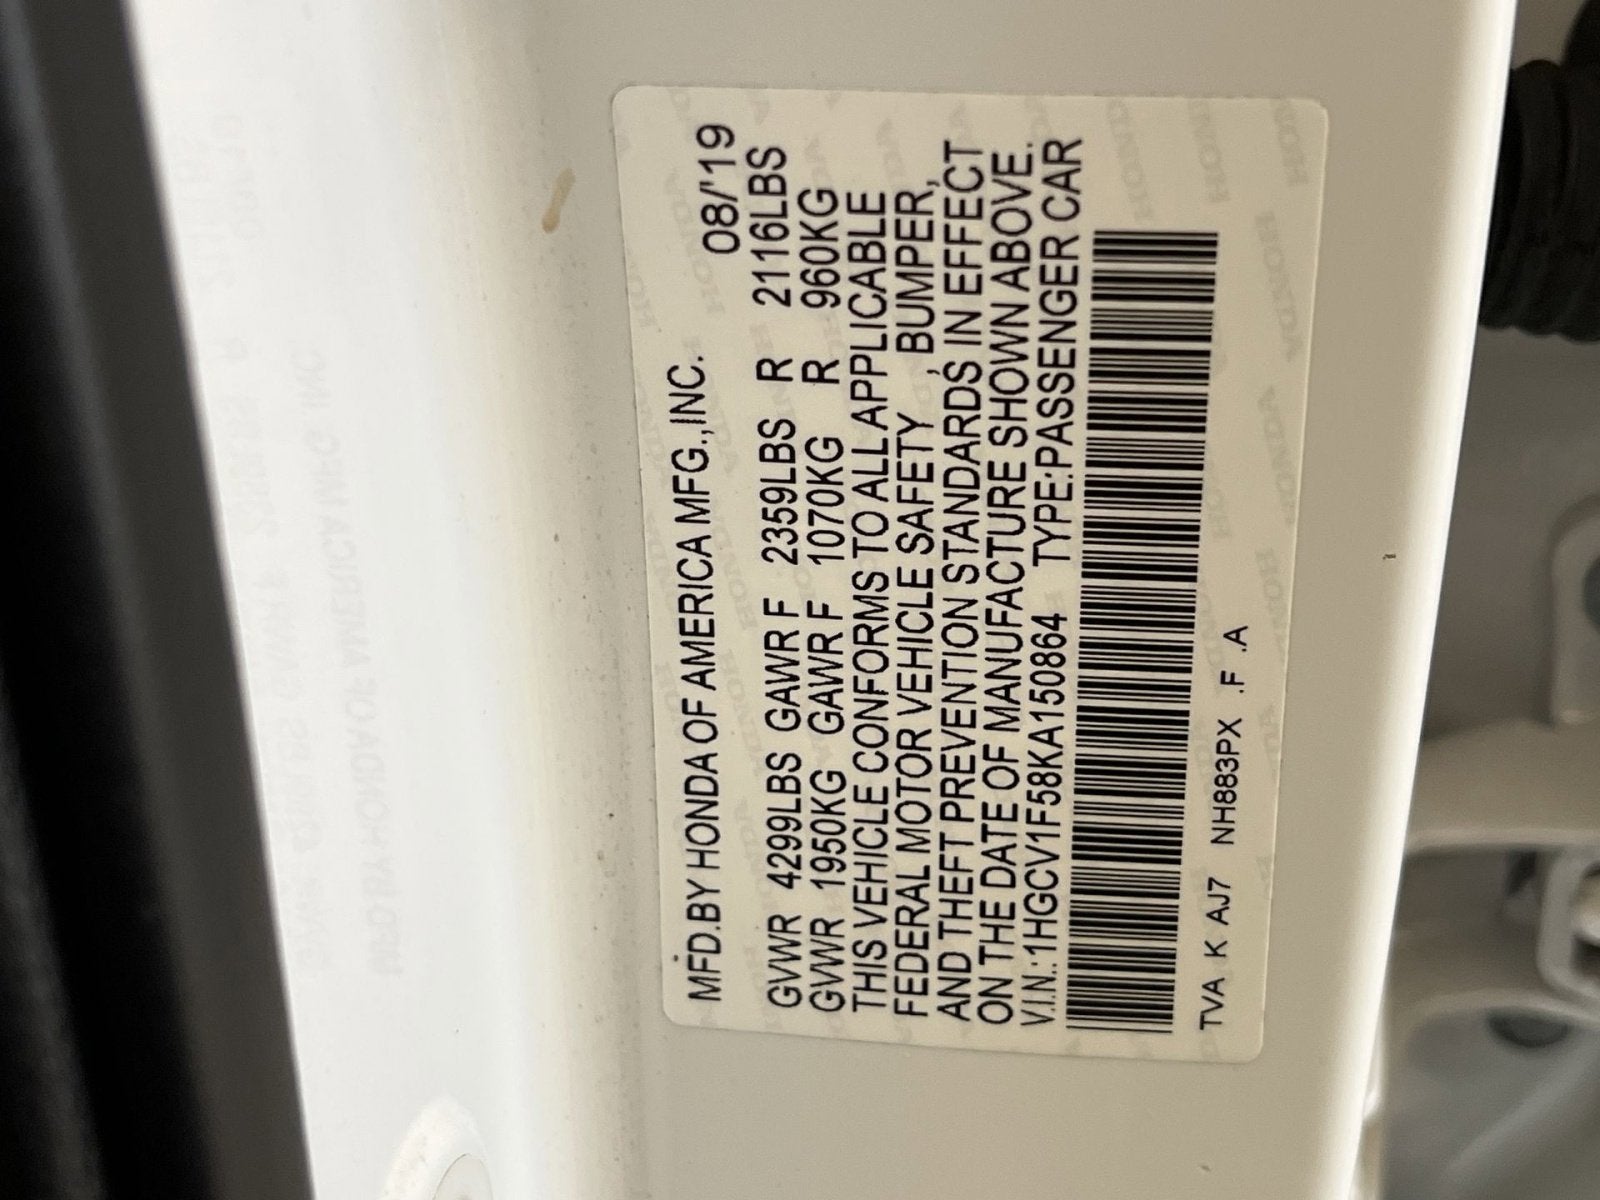 MFD.BY HONDA OF AMERICA MFG.,INC. 08/'19
GVWR 4299LBS GAWR F 2359LBS R 2116LBS
GVWR 1950KG GAWR F 1070KG R 960KG
THIS VEHICLE CONFORMS TO ALL APPLICABLE
FEDERAL MOTOR VEHICLE SAFETY , BUMPER,
AND THEFT PREVENTION STANDARDS IN EFFECT
ON THE DATE OF MANUFACTURE SHOWN ABOVE.
V.I.N.:1HGCV1F58KA150864 TYPE:PASSENGER CAR
TVA K AJ7 NH883PX .F .A